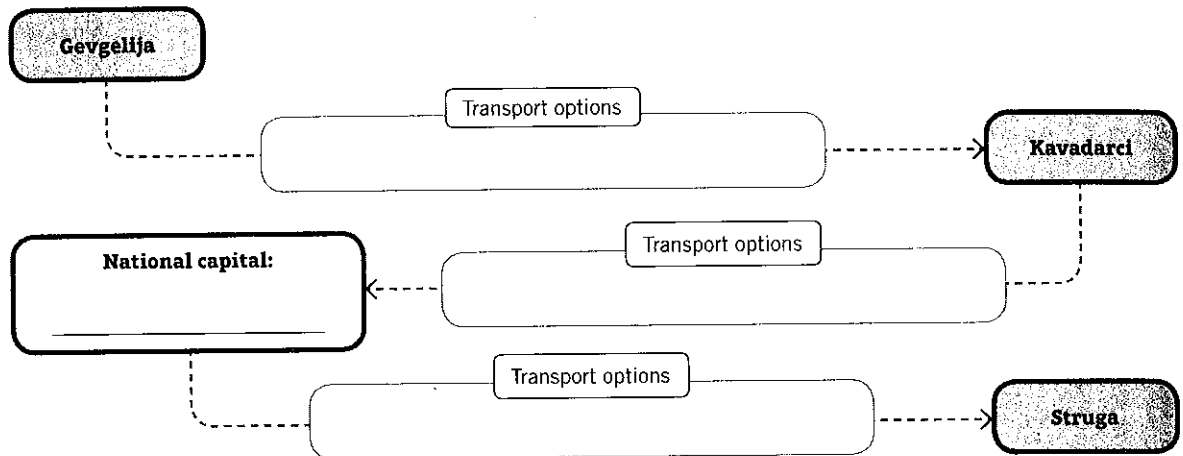 Gevgelija
Transport options
Kavadarci
Transport options
National capital:
Transport options
Struga